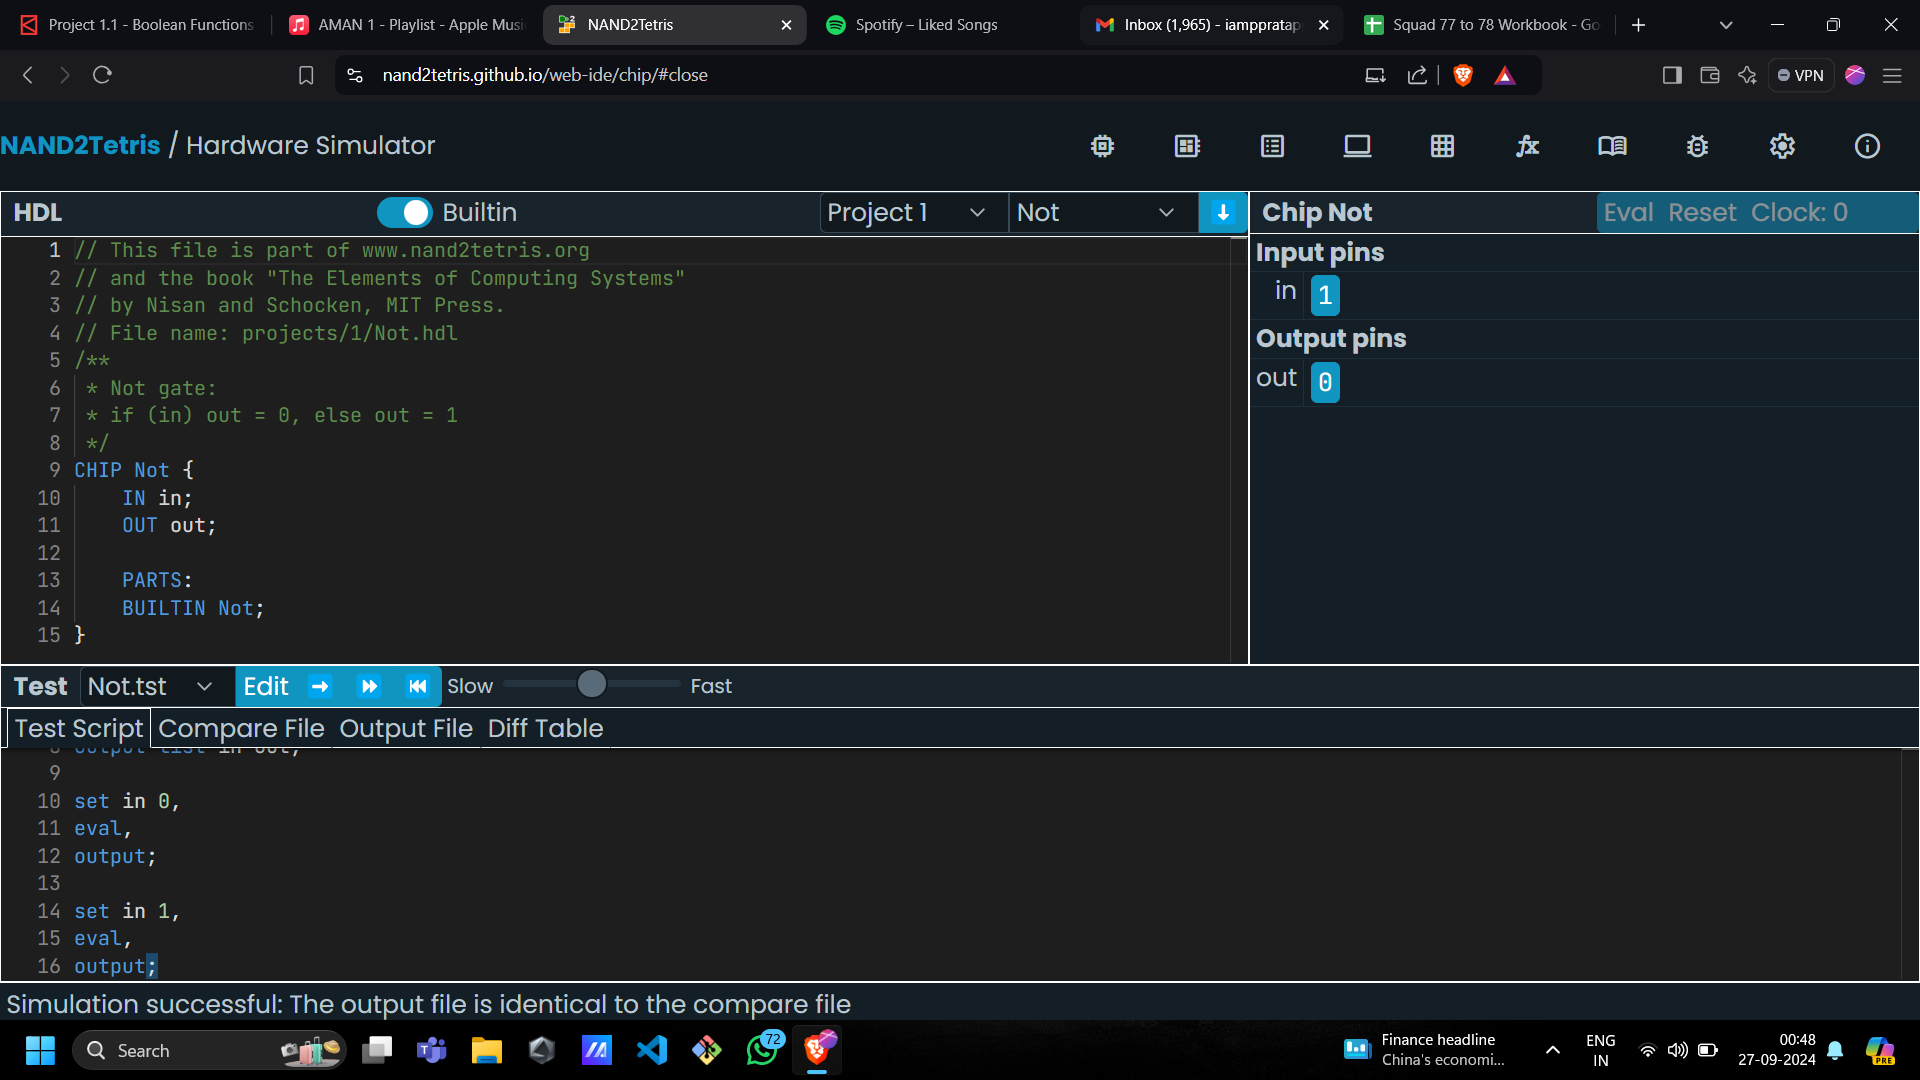 Project 1.1 - Boolean Functions
AMAN 1 - Playlist - Apple Musi
NAND2Tetris
Spotify – Liked Songs
Inbox (1,965) - iamppratap
Squad 77 to 78 Workbook - Go
nand2tetris.github.io/web-ide/chip/#close
VPN
NAND2Tetris / Hardware Simulator
HDL
Builtin
Project 1
Not
Chip Not
Eval Reset Clock: 0
1 // This file is part of www.nand2tetris.org
2 // and the book "The Elements of Computing Systems"
3 // by Nisan and Schocken, MIT Press.
4 // File name: projects/1/Not.hdl
5 /**
6 * Not gate:
7 * if (in) out = 0, else out = 1
8 */
9 CHIP Not {
10 IN in;
11 OUT out;
12
13 PARTS:
14 BUILTIN Not;
15 }
Input pins
in 1
Output pins
out 0
Test Not.tst Edit Slow Fast
Test Script Compare File Output File Diff Table
8 output-list in out;
9
10 set in 0,
11 eval,
12 output;
13
14 set in 1,
15 eval,
16 output;
Simulation successful: The output file is identical to the compare file
Search
72
Finance headline
China's economi...
ENG
IN
00:48
27-09-2024
PRE